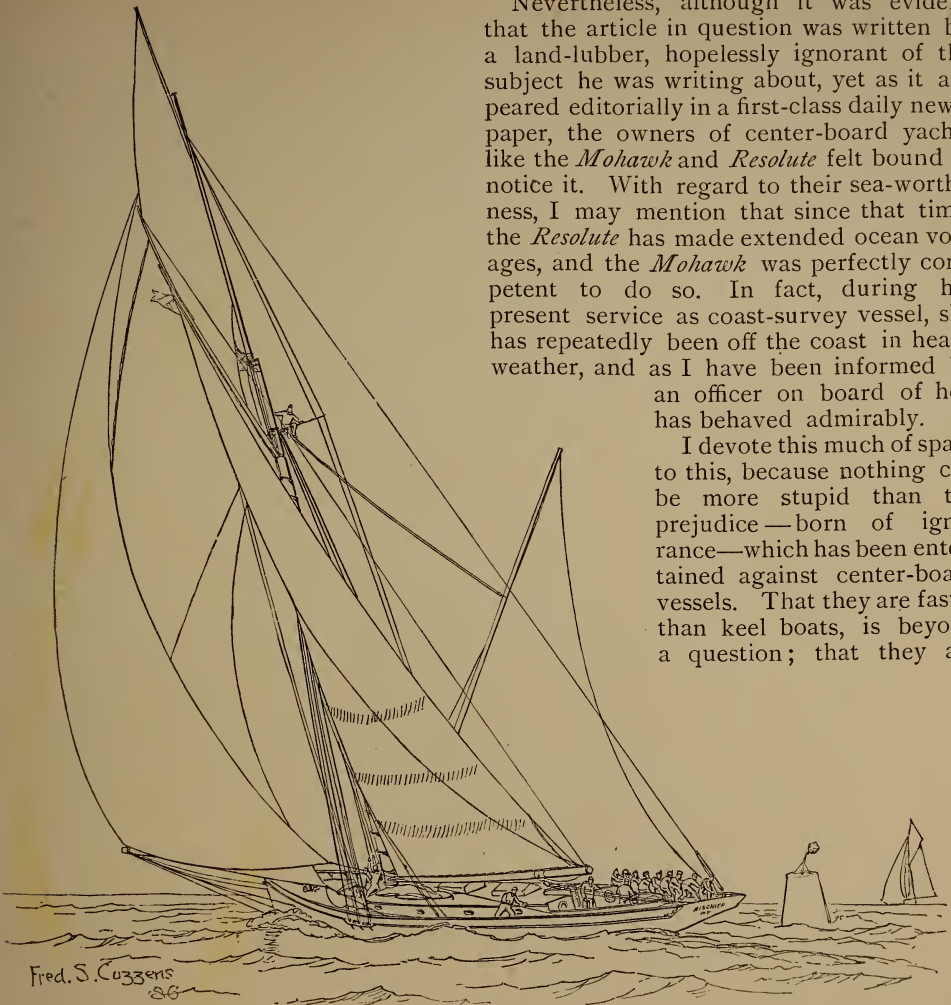 Nevertheless, although it was evide
that the article in question was written b
a land-lubber, hopelessly ignorant of t
subject he was writing about, yet as it a
peared editorially in a first-class daily new
paper, the owners of center-board yach
like the Mohawk and Resolute felt bound
notice it. With regard to their sea-worth
ness, I may mention that since that tim
the Resolute has made extended ocean vo
ages, and the Mohawk was perfectly co
petent to do so. In fact, during h
present service as coast-survey vessel, s
has repeatedly been off the coast in hea
weather, and as I have been informed
an officer on board of h
has behaved admirably.
I devote this much of spa
to this, because nothing c
be more stupid than t
prejudice—born of ign
rance—which has been ente
tained against center-boa
vessels. That they are fas
than keel boats, is beyo
a question; that they a
MISCHIEF
NY
Fred. S. Cozzens
86